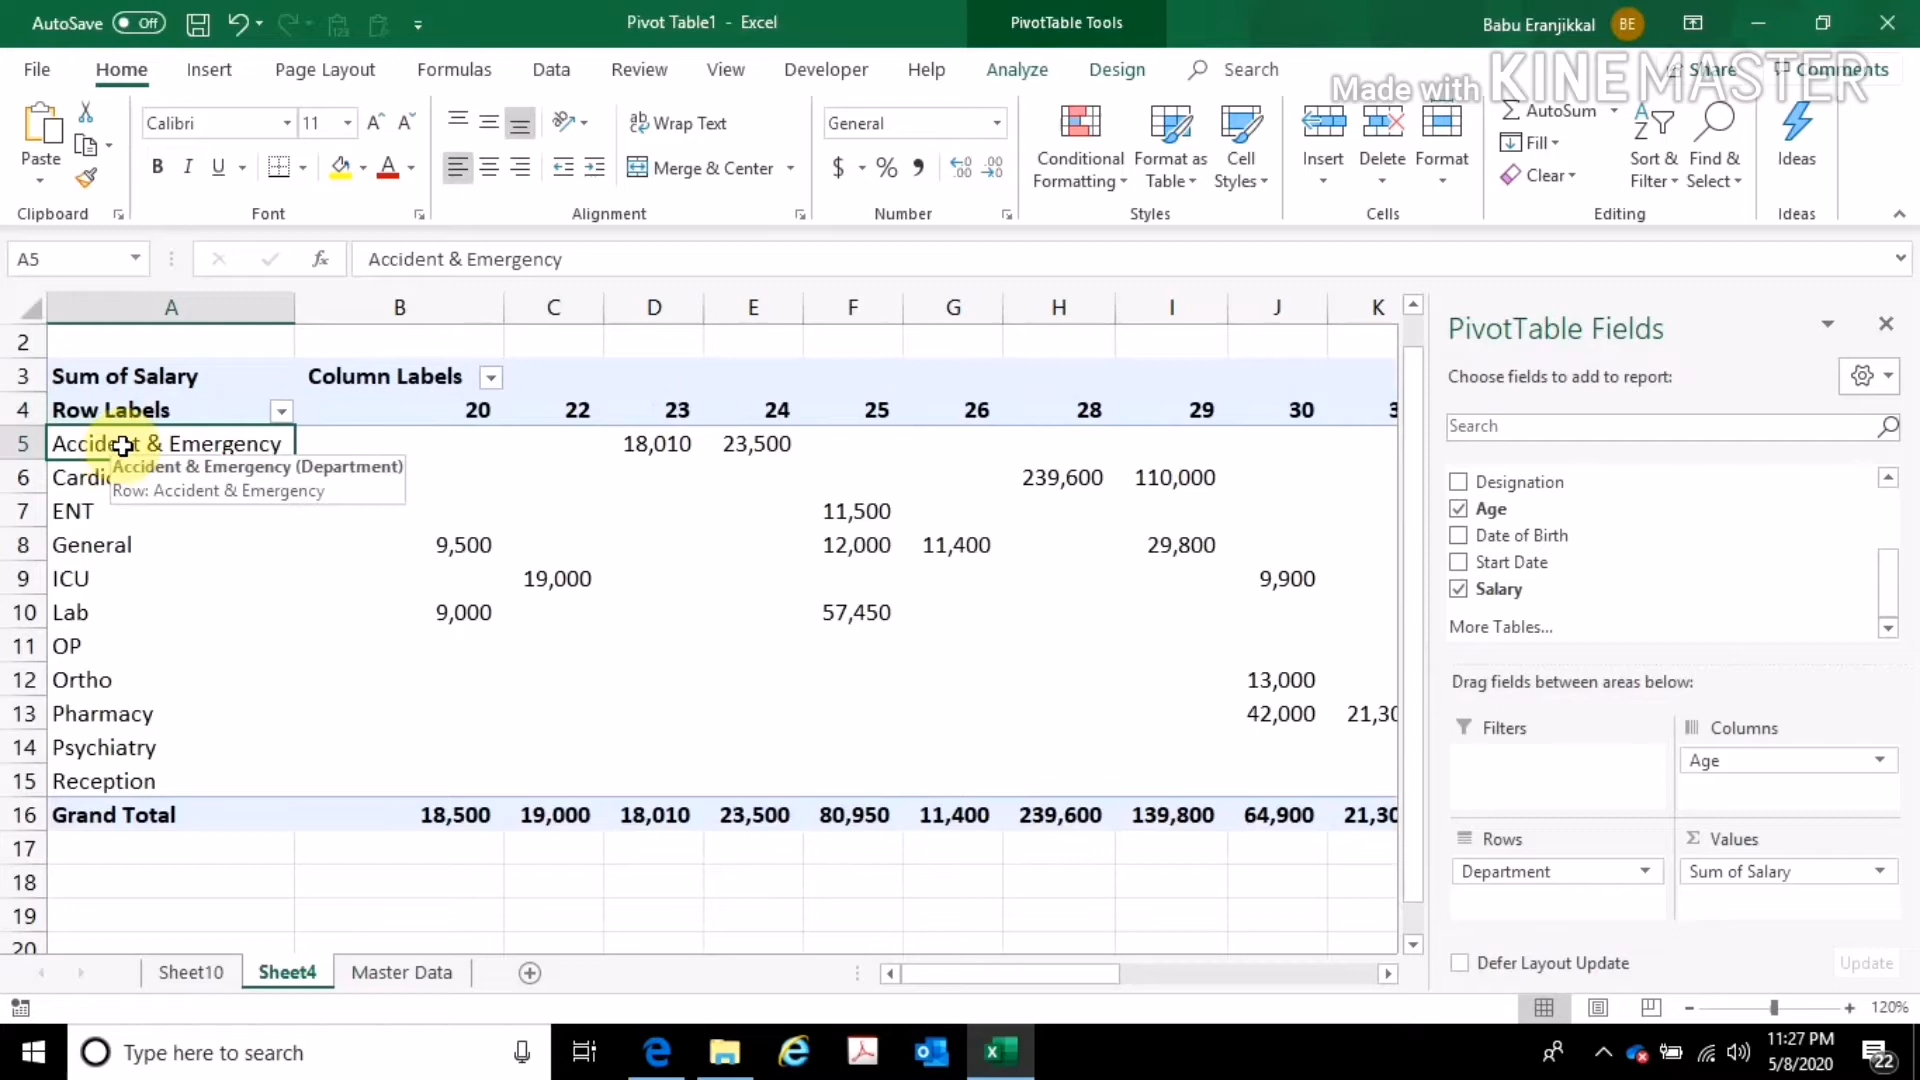 AutoSave Off
Pivot Table1 - Excel
PivotTable Tools
Babu Eranjikkal BE
File Home Insert Page Layout Formulas Data Review View Developer Help Analyze Design Search Share Comments
Made with KINEMASTER
Paste
Calibri 11
B I U
Wrap Text
Merge & Center
General
$ % ,
Conditional Formatting
Format as Table
Cell Styles
Insert
Delete
Format
AutoSum
Fill
Clear
Sort & Filter
Find & Select
Ideas
Clipboard Font Alignment Number Styles Cells Editing Ideas
A5 fx Accident & Emergency
A B C D E F G H I J K
2
3 Sum of Salary Column Labels
4 Row Labels 20 22 23 24 25 26 28 29 30
5 Accident & Emergency 18,010 23,500
Accident & Emergency (Department)
Row: Accident & Emergency
6 239,600 110,000
7 ENT 11,500
8 General 9,500 12,000 11,400 29,800
9 ICU 19,000 9,900
10 Lab 9,000 57,450
11 OP
12 Ortho 13,000
13 Pharmacy 42,000
14 Psychiatry
15 Reception
16 Grand Total 18,500 19,000 18,010 23,500 80,950 11,400 239,600 139,800 64,900
17
18
19
20
PivotTable Fields
Choose fields to add to report:
Search
Designation
Age
Date of Birth
Start Date
Salary
More Tables...
Drag fields between areas below:
Filters
Columns
Age
Rows
Department
Values
Sum of Salary
Defer Layout Update Update
Sheet10 Sheet4 Master Data
120%
Type here to search
11:27 PM
5/8/2020
22